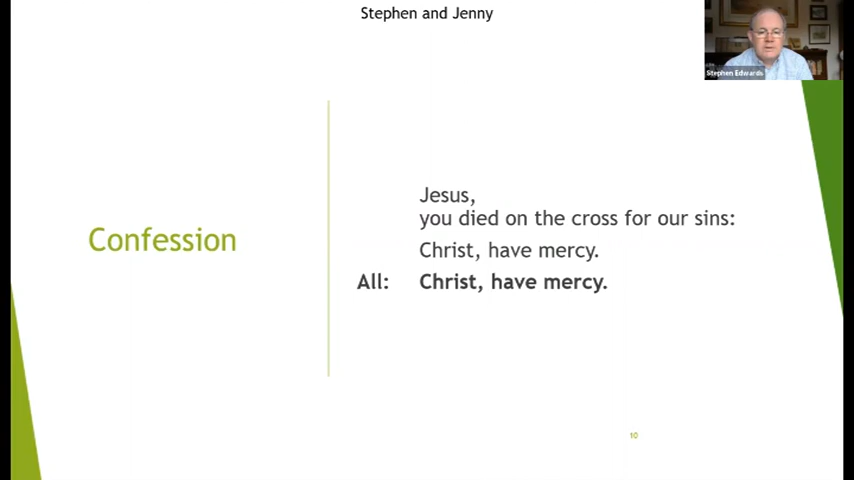 Stephen and Jenny
Stephen Edwards
Confession
Jesus,
you died on the cross for our sins:
Christ, have mercy.
All: Christ, have mercy.
10